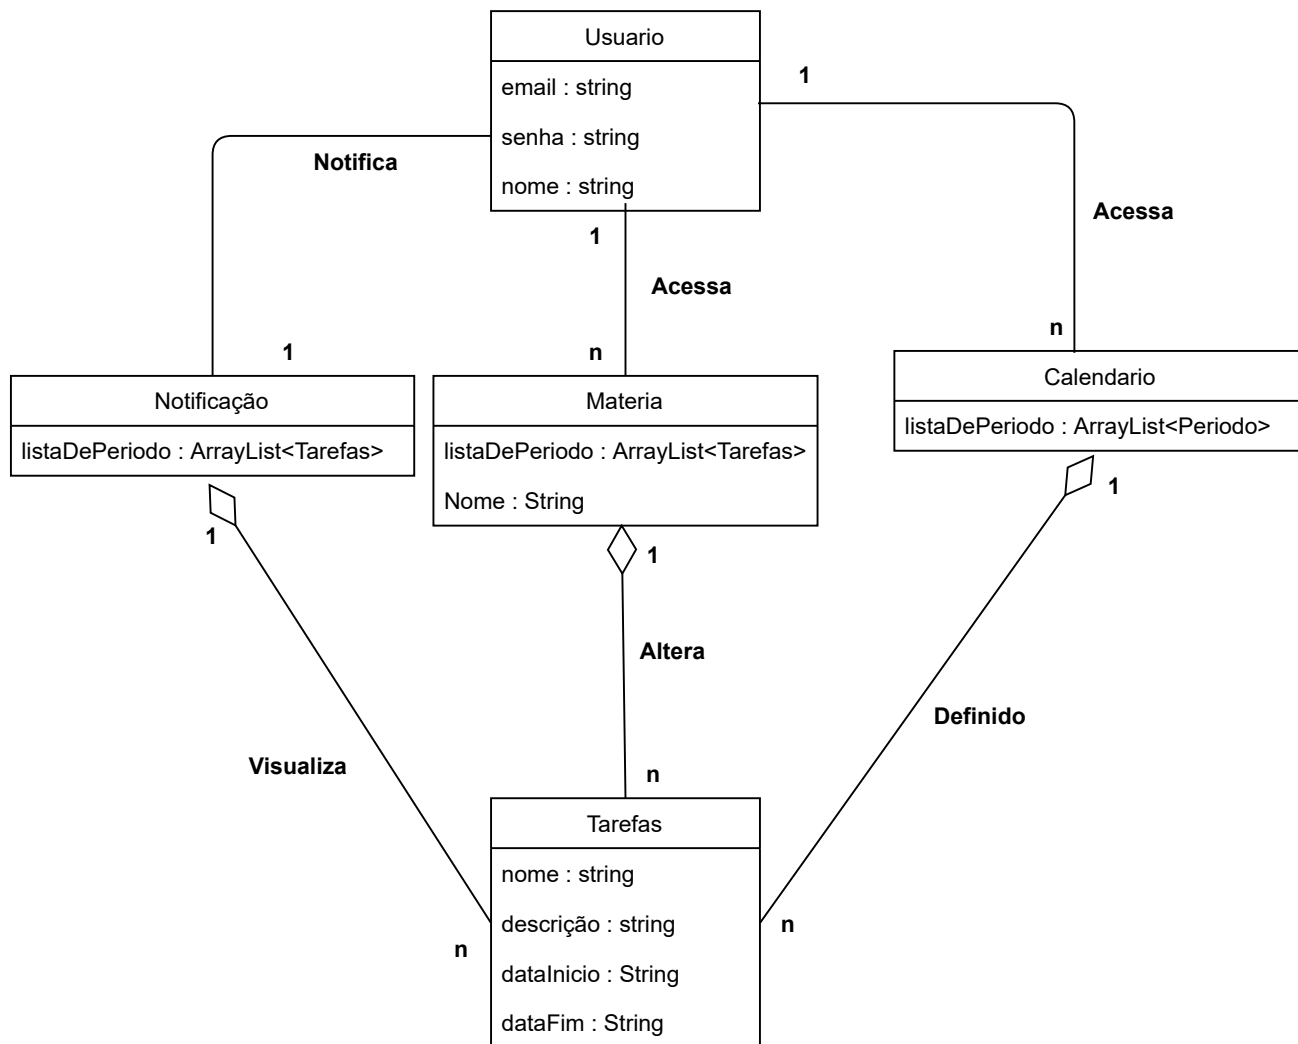 Usuario
email : string
senha : string
nome : string
1
Notifica
1
Acessa
Acessa
1
n
n
Notificação
listaDePeriodo : ArrayList<Tarefas>
Materia
listaDePeriodo : ArrayList<Tarefas>
Nome : String
Calendario
listaDePeriodo : ArrayList<Periodo>
1
1
1
Altera
Definido
Visualiza
n
n
n
Tarefas
nome : string
descrição : string
dataInicio : String
dataFim : String